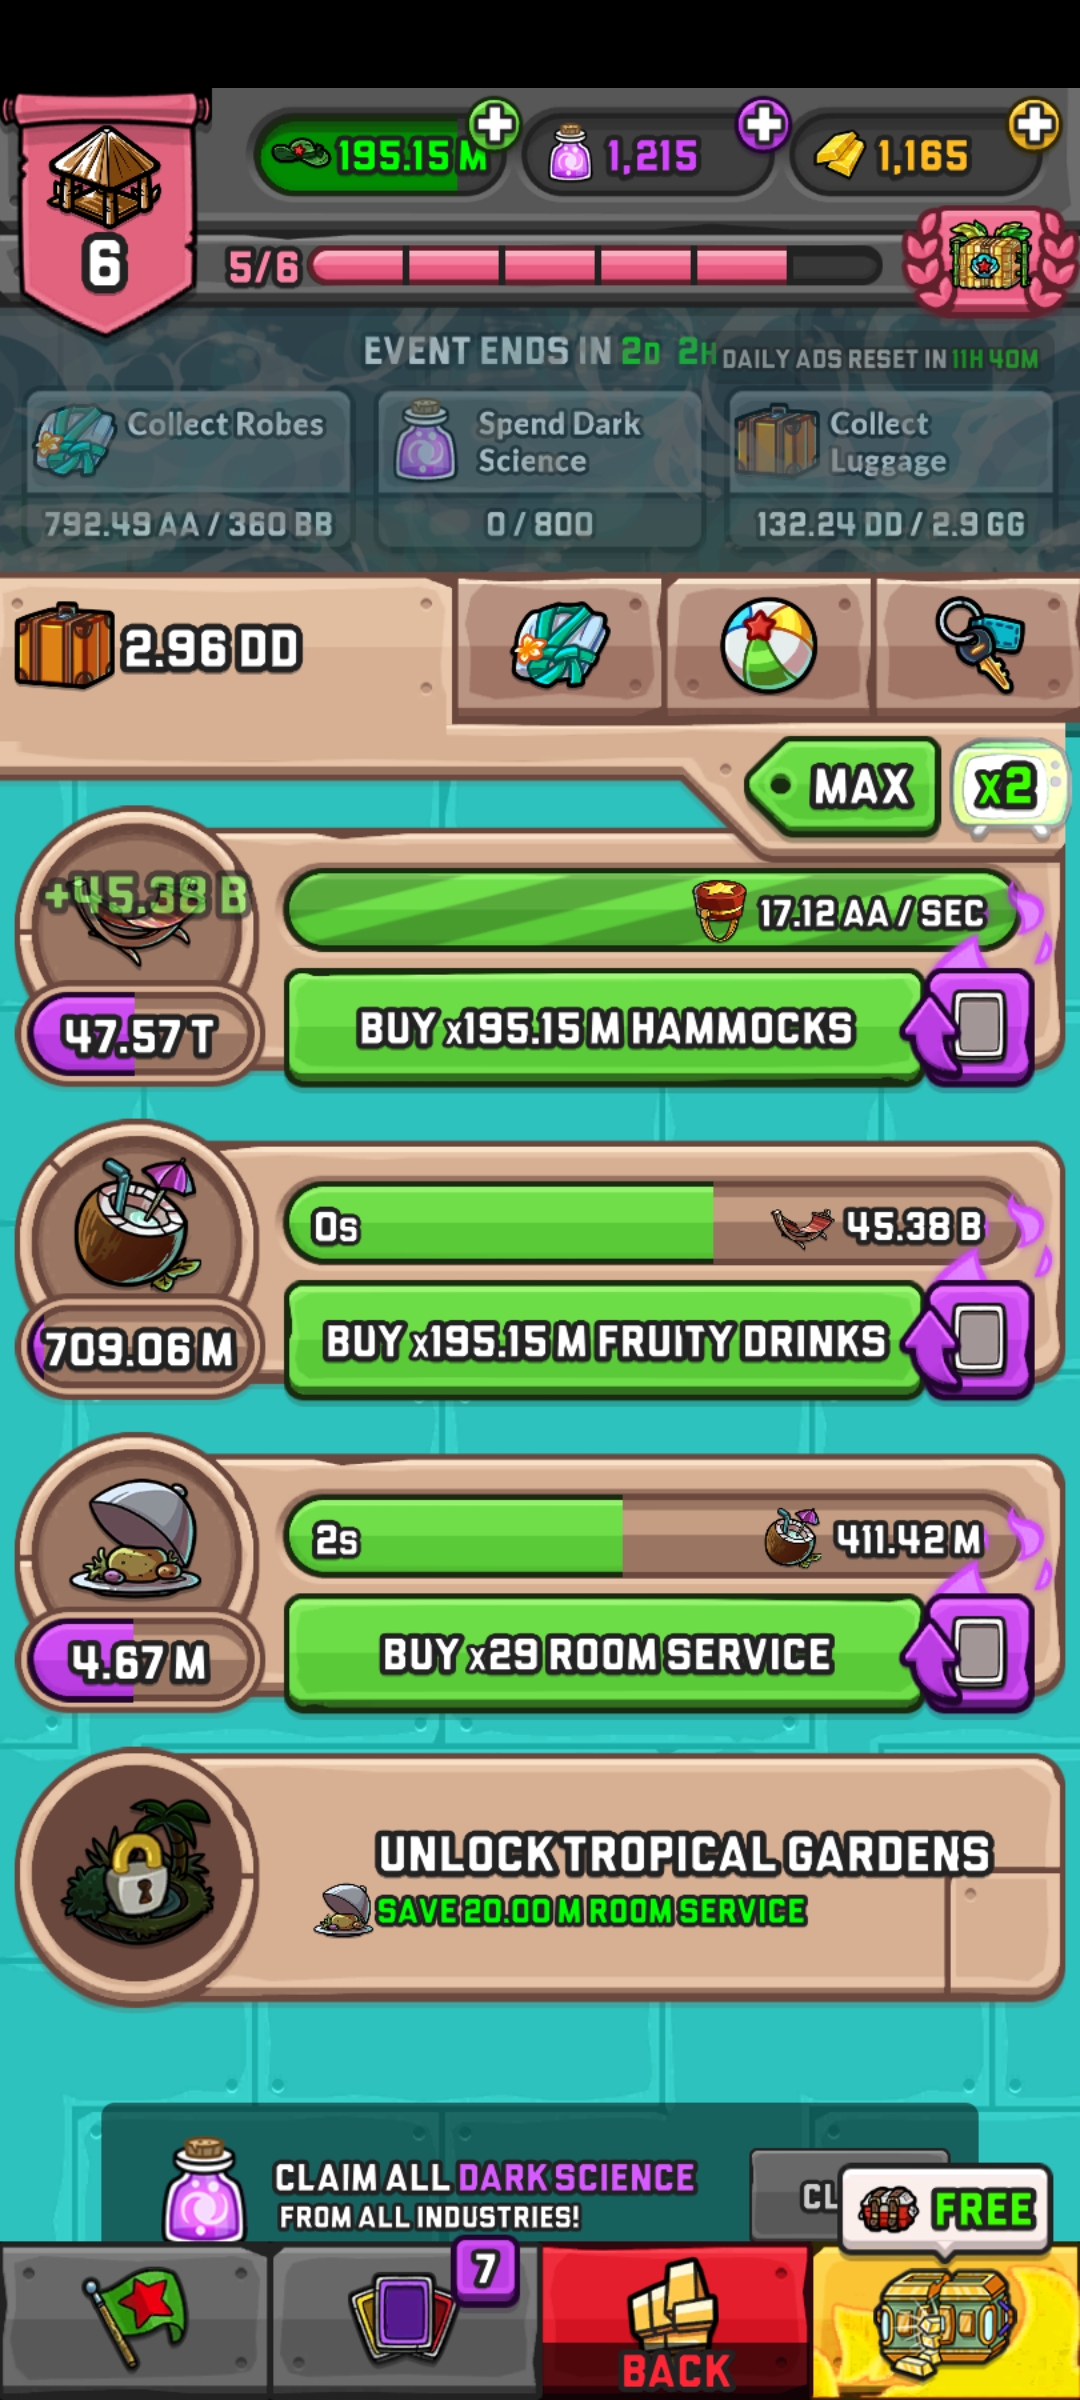 195.15 M
1,215
1,165
6
5/6
EVENT ENDS IN 2D 2H
DAILY ADS RESET IN 11H 40M
Collect Robes
792.49 AA / 360 BB
Spend Dark Science
0 / 800
Collect Luggage
132.24 DD / 2.9 GG
2.96 DD
MAX
x2
+45.38 B
17.12 AA / SEC
47.57 T
BUY x195.15 M HAMMOCKS
0s
45.38 B
709.06 M
BUY x195.15 M FRUITY DRINKS
2s
411.42 M
4.67 M
BUY x29 ROOM SERVICE
UNLOCK TROPICAL GARDENS
SAVE 20.00 M ROOM SERVICE
CLAIM ALL DARK SCIENCE
FROM ALL INDUSTRIES!
CL
FREE
7
BACK